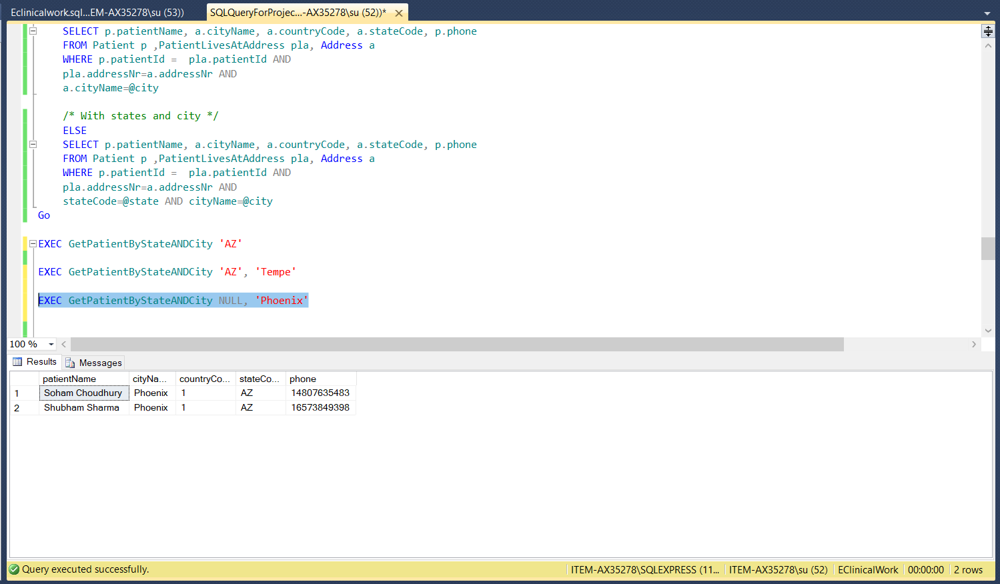 Eclinicalwork.sql...EM-AX35278\su (53))
SQLQueryForProjec...-AX35278\su (52))*
SELECT p.patientName, a.cityName, a.countryCode, a.stateCode, p.phone
FROM Patient p ,PatientLivesAtAddress pla, Address a
WHERE p.patientId =  pla.patientId AND
pla.addressNr=a.addressNr AND
a.cityName=@city
/* With states and city */
ELSE
SELECT p.patientName, a.cityName, a.countryCode, a.stateCode, p.phone
FROM Patient p ,PatientLivesAtAddress pla, Address a
WHERE p.patientId =  pla.patientId AND
pla.addressNr=a.addressNr AND
stateCode=@state AND cityName=@city
Go
EXEC GetPatientByStateANDCity 'AZ'
EXEC GetPatientByStateANDCity 'AZ', 'Tempe'
EXEC GetPatientByStateANDCity NULL, 'Phoenix'
100 %
Results Messages
patientName cityNa... countryCo... stateCo... phone
1 Soham Choudhury Phoenix 1 AZ 14807635483
2 Shubham Sharma Phoenix 1 AZ 16573849398
Query executed successfully. ITEM-AX35278\SQLEXPRESS (11... ITEM-AX35278\su (52) EClinicalWork 00:00:00 2 rows